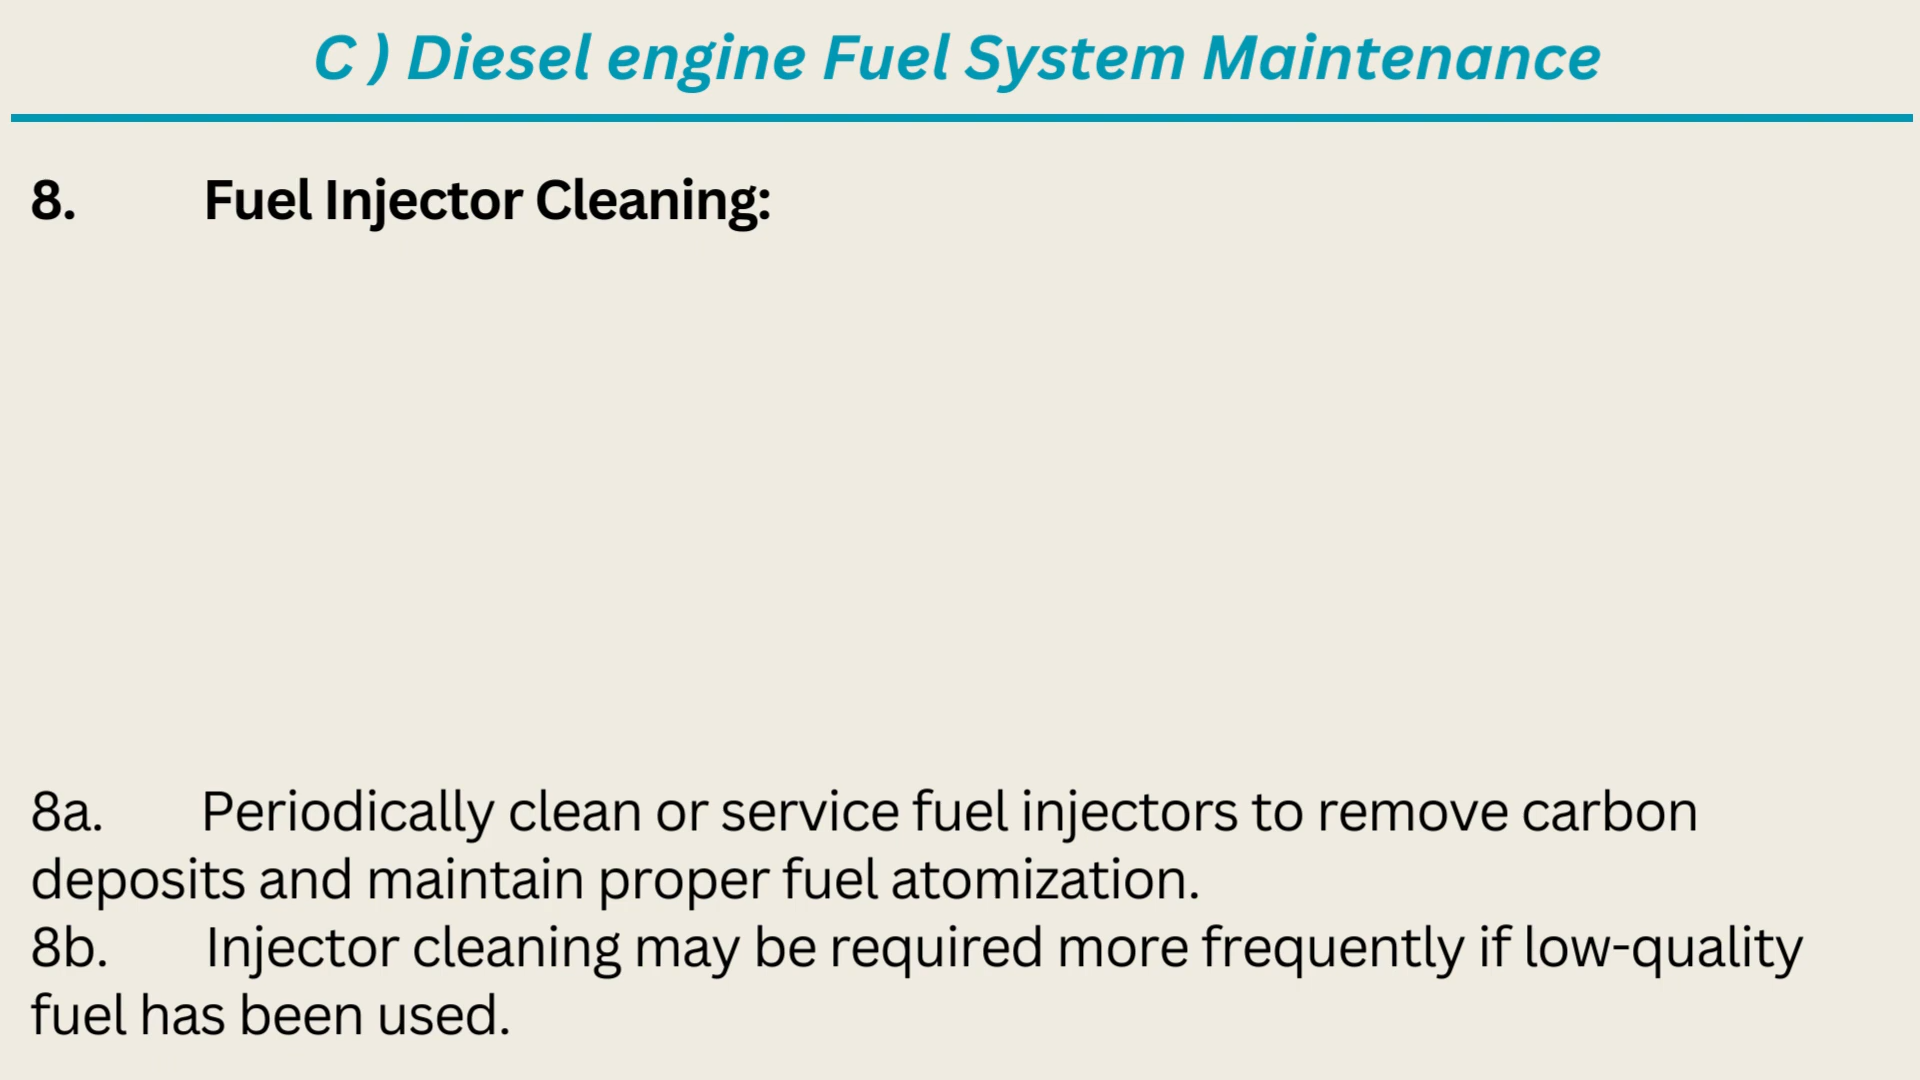 C ) Diesel engine Fuel System Maintenance
8. Fuel Injector Cleaning:
8a. Periodically clean or service fuel injectors to remove carbon
deposits and maintain proper fuel atomization.
8b. Injector cleaning may be required more frequently if low-quality
fuel has been used.